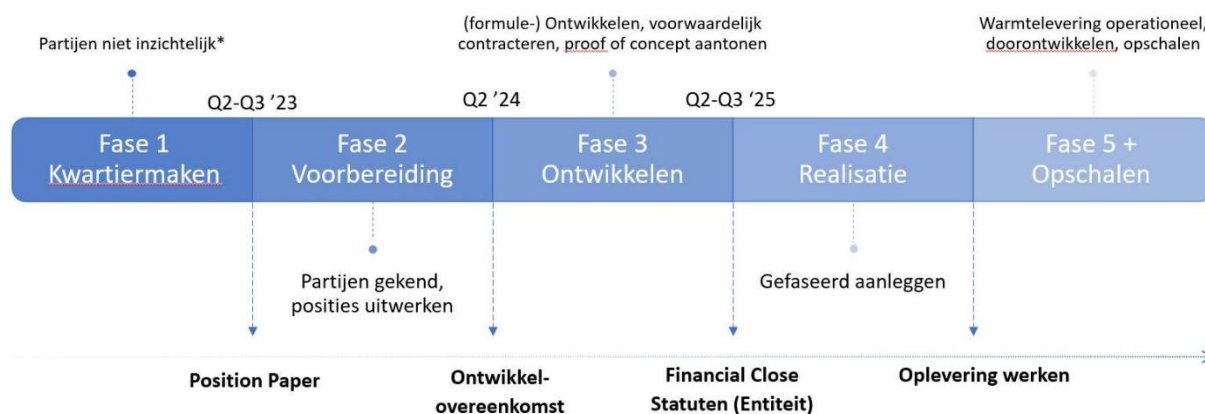 (formule-) Ontwikkelen, voorwaardelijk
contracteren, proof of concept aantonen
Warmtelevering operationeel,
doorontwikkelen, opschalen
Partijen niet inzichtelijk*
Q2-Q3 '23
Q2 '24
Q2-Q3 ‘25
Fase 1
Kwartiermaken
Fase 2
Voorbereiding
Fase 3
Ontwikkelen
Fase 4
Realisatie
Fase 5 +
Opschalen
Partijen gekend,
posities uitwerken
Gefaseerd aanleggen
Position Paper
Ontwikkel-
overeenkomst
Financial Close
Statuten (Entiteit)
Oplevering werken